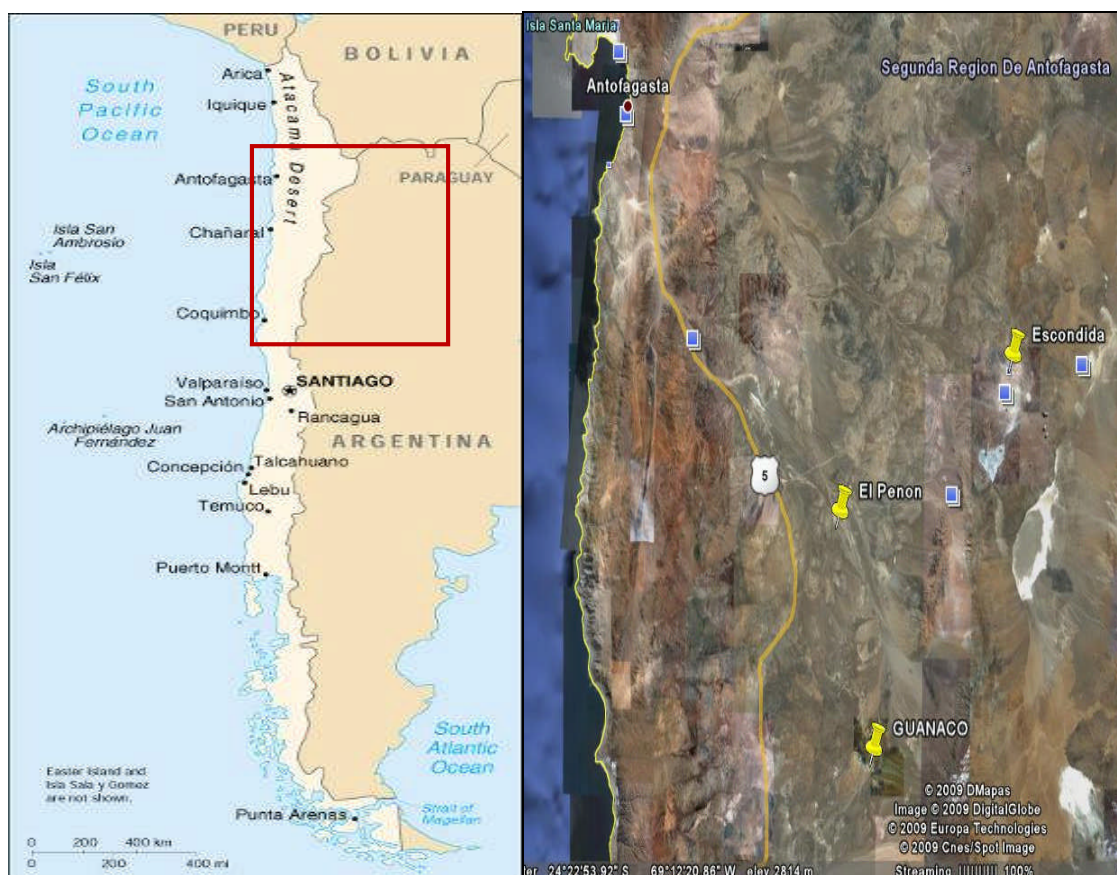 PERU
BOLIVIA
Arica
Atacama Desert
South
Pacific
Ocean
Iquique
PARAGUAY
Antofagasta
Isla San
Ambrosio
Chañaral
Isla
San Félix
Coquimbo
Valparaíso
SANTIAGO
San Antonio
Rancagua
Archipiélago Juan
Fernández
ARGENTINA
Concepción
Talcahuano
Lebu
Temuco
Puerto Montt
South
Atlantic
Ocean
Easter Island and
Isla Sala y Gomez
are not shown.
Punta Arenas
Strait of
Magellan
0 200 400 km
0 200 400 mi
Isla Santa Maria
Segunda Region De Antofagasta
Antofagasta
Escondida
5
El Penon
GUANACO
© 2009 DMapas
Image © 2009 DigitalGlobe
© 2009 Europa Technologies
© 2009 Cnes/Spot Image
ter 24°22'53.92" S 69°12'20.86" W elev 2814 m Streaming 100%